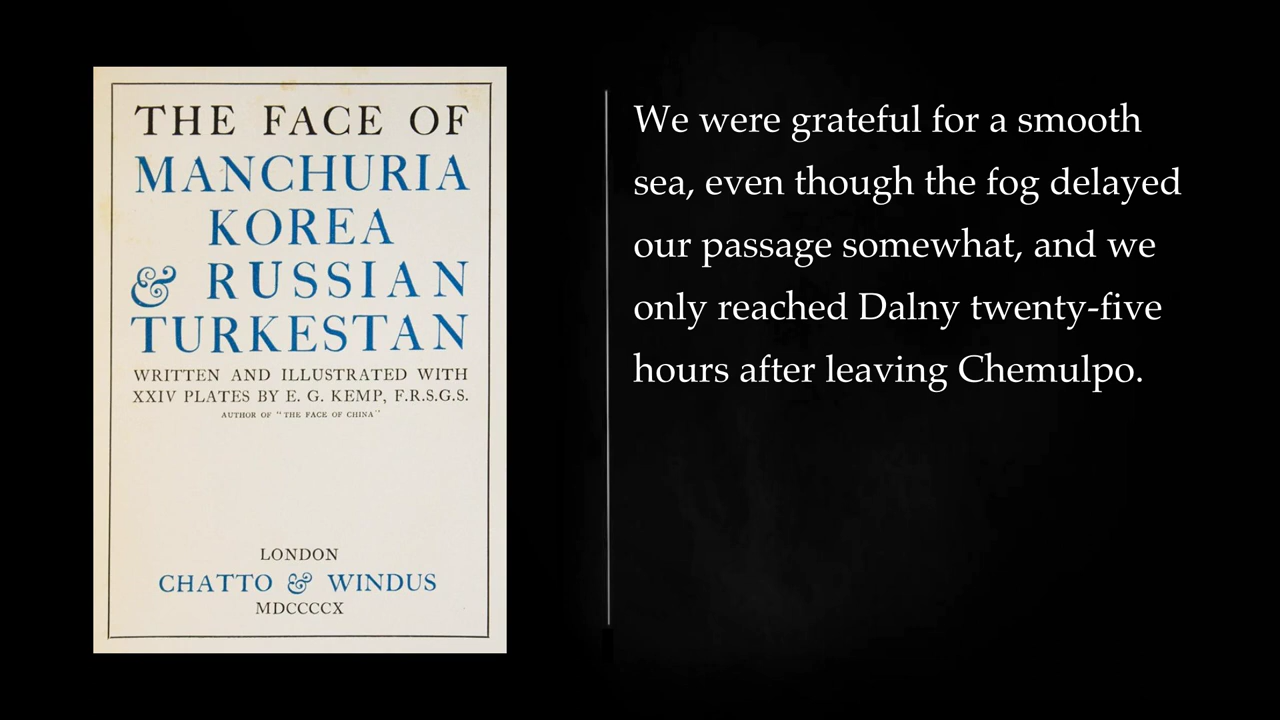 THE FACE OF
MANCHURIA
KOREA
& RUSSIAN
TURKESTAN
WRITTEN AND ILLUSTRATED WITH
XXIV PLATES BY E. G. KEMP, F.R.S.G.S.
AUTHOR OF "THE FACE OF CHINA"
LONDON
CHATTO & WINDUS
MDCCCCX
We were grateful for a smooth
sea, even though the fog delayed
our passage somewhat, and we
only reached Dalny twenty-five
hours after leaving Chemulpo.